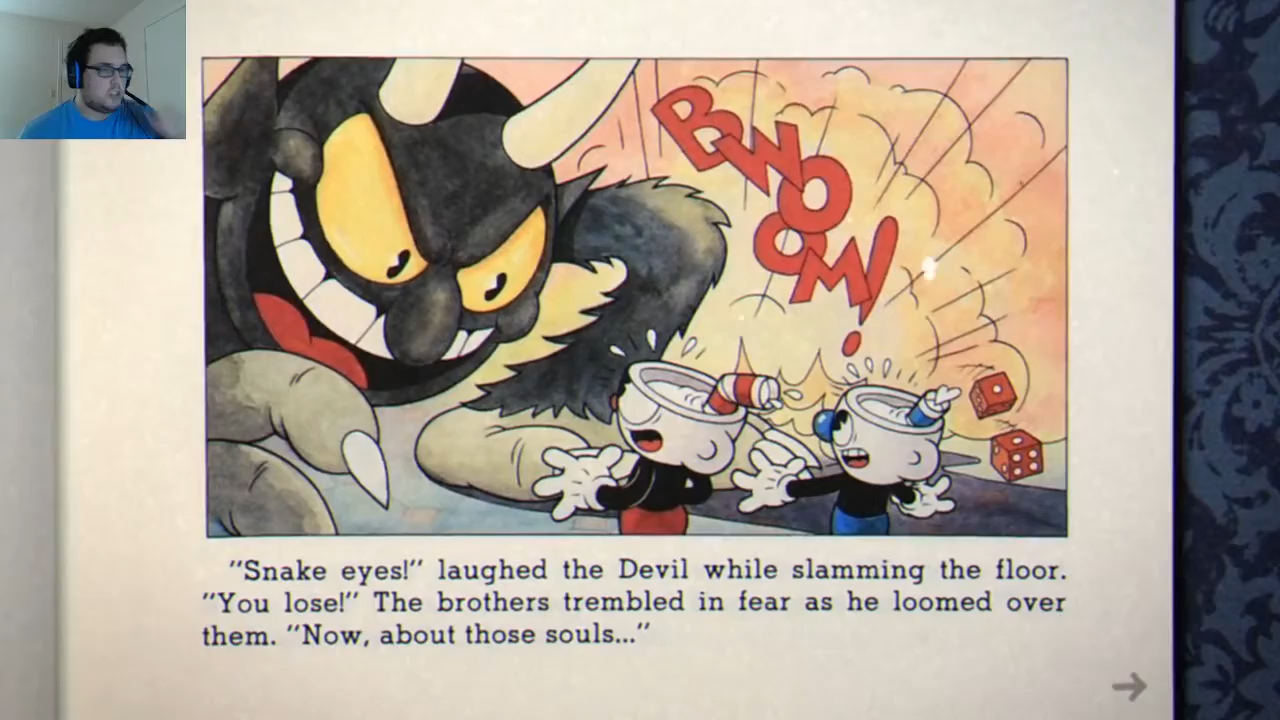 BWOOM!
"Snake eyes!" laughed the Devil while slamming the floor.
"You lose!" The brothers trembled in fear as he loomed over
them. "Now, about those souls..."